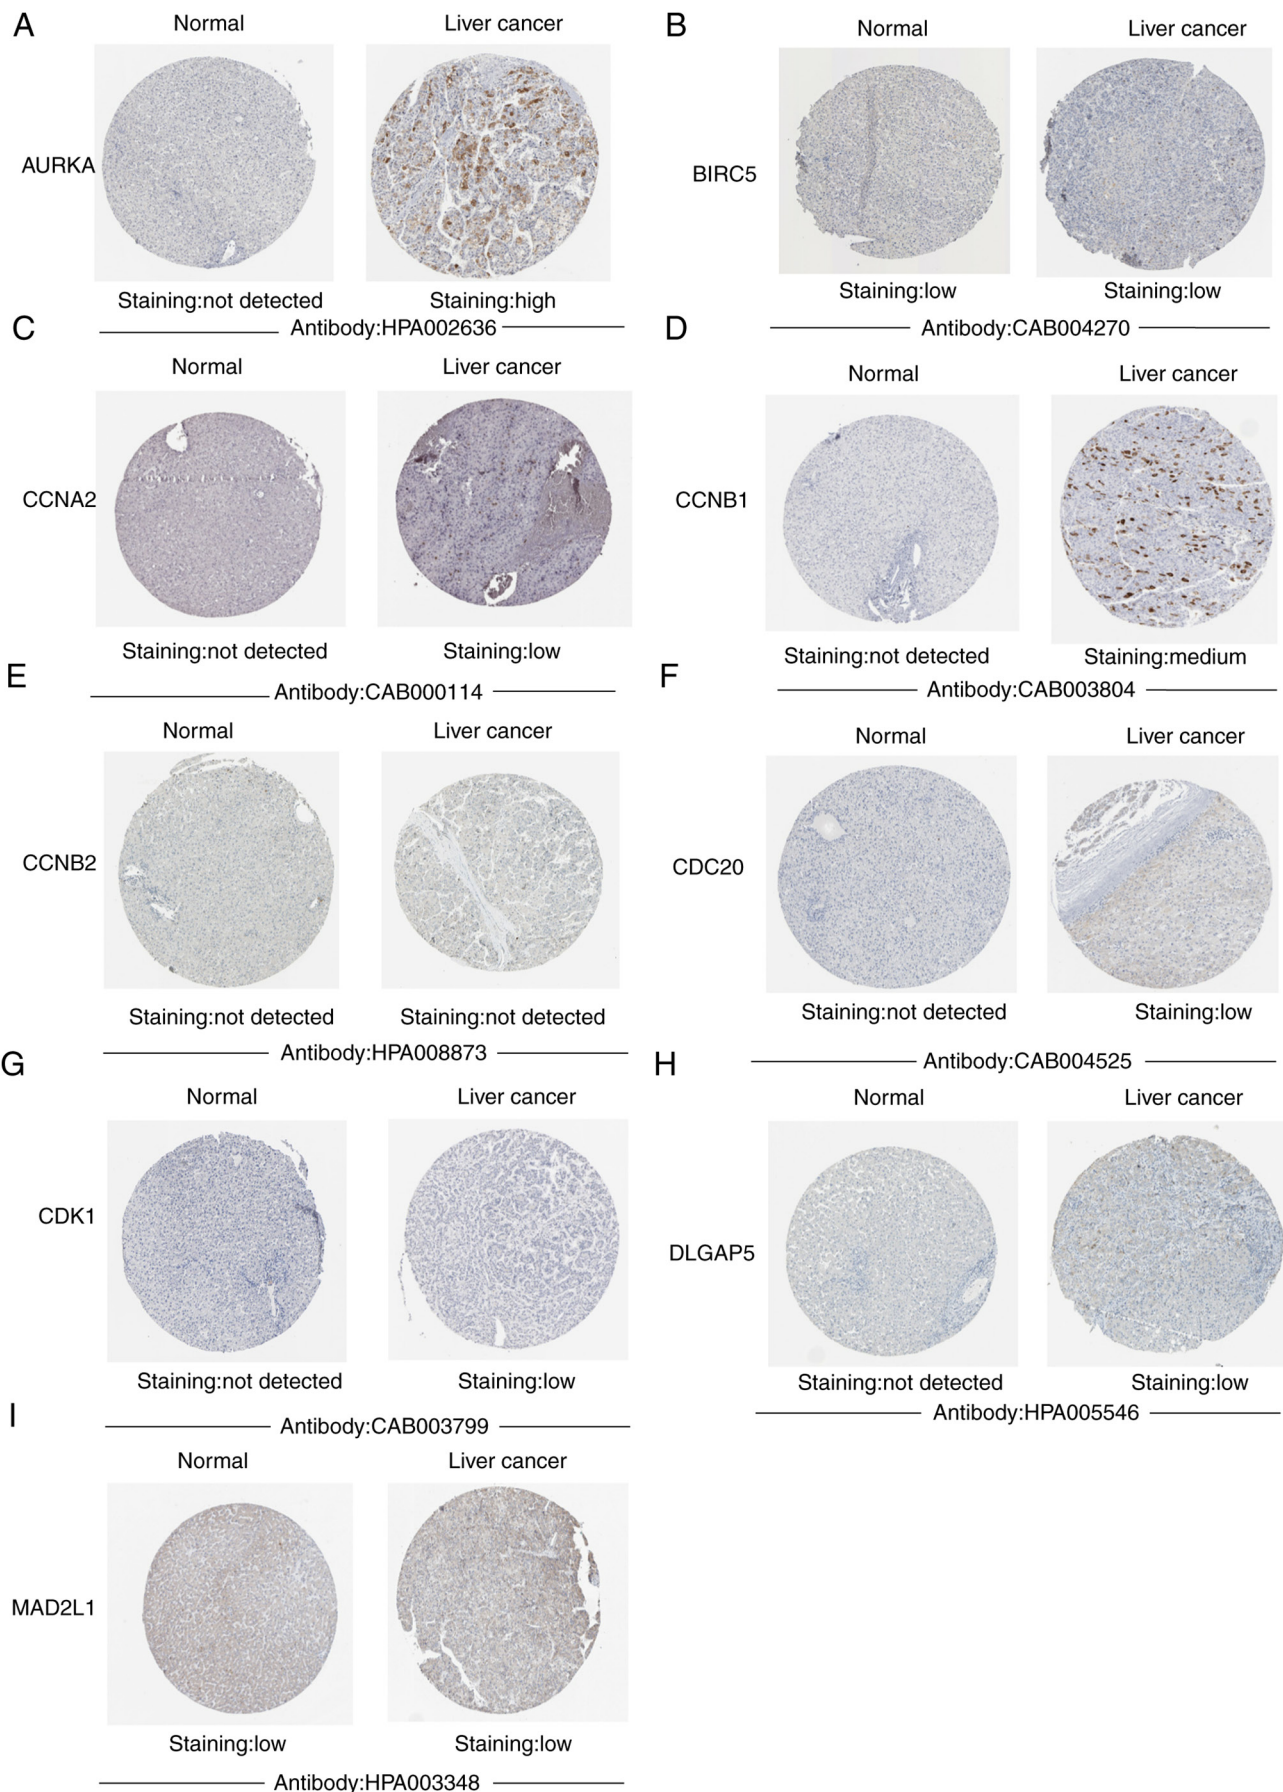 A
Normal
Liver cancer
AURKA
Staining:not detected
Staining:high
Antibody:HPA002636
B
Normal
Liver cancer
BIRC5
Staining:low
Staining:low
Antibody:CAB004270
C
Normal
Liver cancer
CCNA2
Staining:not detected
Staining:low
Antibody:CAB000114
D
Normal
Liver cancer
CCNB1
Staining:not detected
Staining:medium
Antibody:CAB003804
E
Normal
Liver cancer
CCNB2
Staining:not detected
Staining:not detected
Antibody:HPA008873
F
Normal
Liver cancer
CDC20
Staining:not detected
Staining:low
Antibody:CAB004525
G
Normal
Liver cancer
CDK1
Staining:not detected
Staining:low
Antibody:CAB003799
H
Normal
Liver cancer
DLGAP5
Staining:not detected
Staining:low
Antibody:HPA005546
I
Normal
Liver cancer
MAD2L1
Staining:low
Staining:low
Antibody:HPA003348